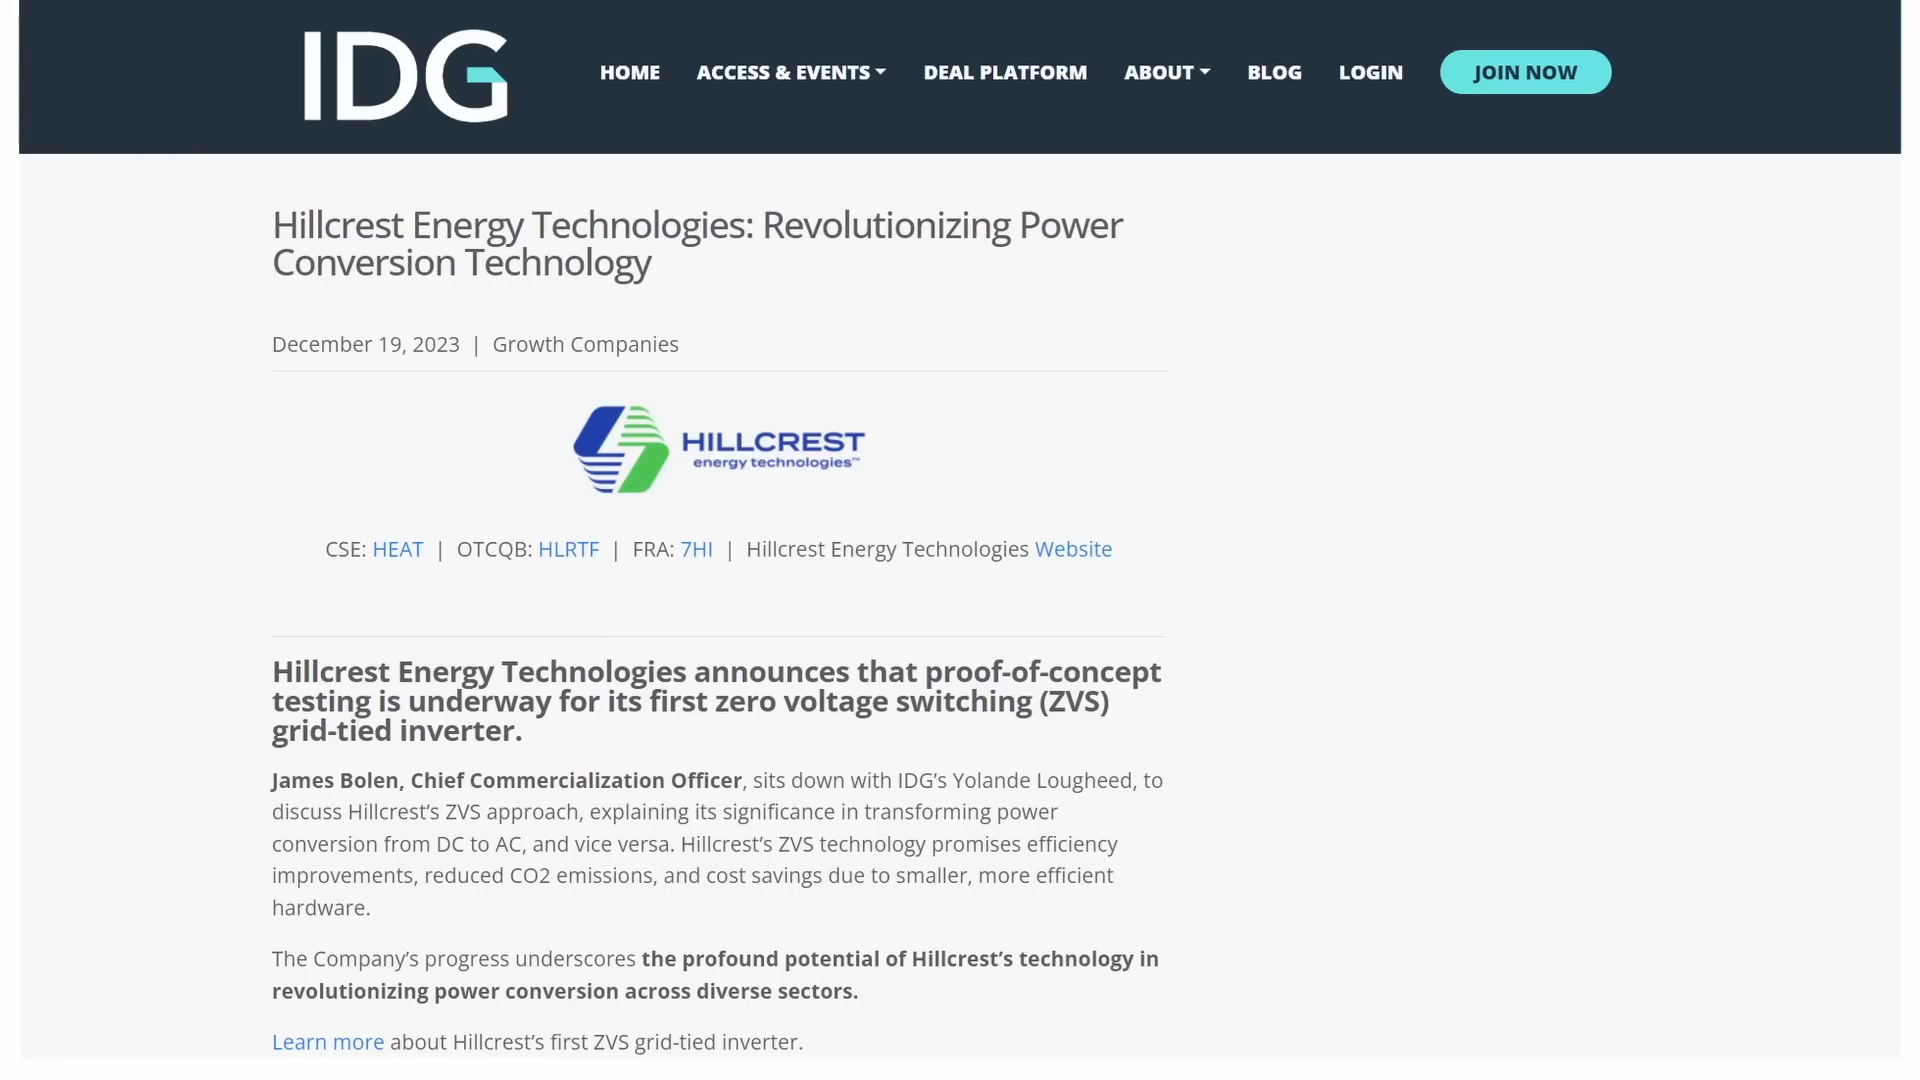 IDG
HOME ACCESS & EVENTS DEAL PLATFORM ABOUT BLOG LOGIN JOIN NOW
Hillcrest Energy Technologies: Revolutionizing Power
Conversion Technology
December 19, 2023 | Growth Companies
HILLCREST
energy technologies™
CSE: HEAT | OTCQB: HLRTF | FRA: 7HI | Hillcrest Energy Technologies Website
Hillcrest Energy Technologies announces that proof-of-concept
testing is underway for its first zero voltage switching (ZVS)
grid-tied inverter.
James Bolen, Chief Commercialization Officer, sits down with IDG’s Yolande Lougheed, to
discuss Hillcrest’s ZVS approach, explaining its significance in transforming power
conversion from DC to AC, and vice versa. Hillcrest’s ZVS technology promises efficiency
improvements, reduced CO2 emissions, and cost savings due to smaller, more efficient
hardware.
The Company’s progress underscores the profound potential of Hillcrest’s technology in
revolutionizing power conversion across diverse sectors.
Learn more about Hillcrest’s first ZVS grid-tied inverter.